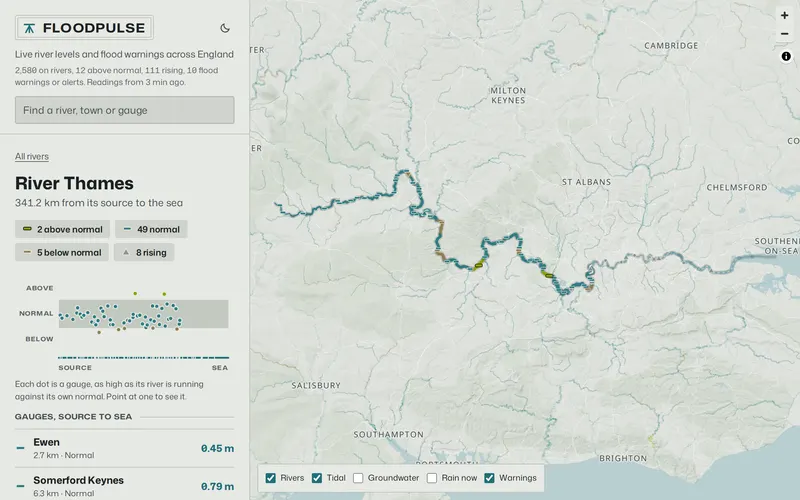 FLOODPULSE
Live river levels and flood warnings across England
2,580 on rivers, 12 above normal, 111 rising, 10 flood
warnings or alerts. Readings from 3 min ago.
Find a river, town or gauge
All rivers
River Thames
341.2 km from its source to the sea
2 above normal
49 normal
5 below normal
8 rising
ABOVE
NORMAL
BELOW
SOURCE
SEA
Each dot is a gauge, as high as its river is running
against its own normal. Point at one to see it.
GAUGES, SOURCE TO SEA
Ewen
0.45 m
2.7 km · Normal
Somerford Keynes
0.79 m
6.3 km · Normal
TER
CAMBRIDGE
MILTON
KEYNES
ER
CO
ST ALBANS
CHELMSFORD
SOUTHEN
ON-SEA
SALISBURY
SOUTHAMPTON
PORTSMOUTH
BRIGHTON
+
−
Rivers
Tidal
Groundwater
Rain now
Warnings